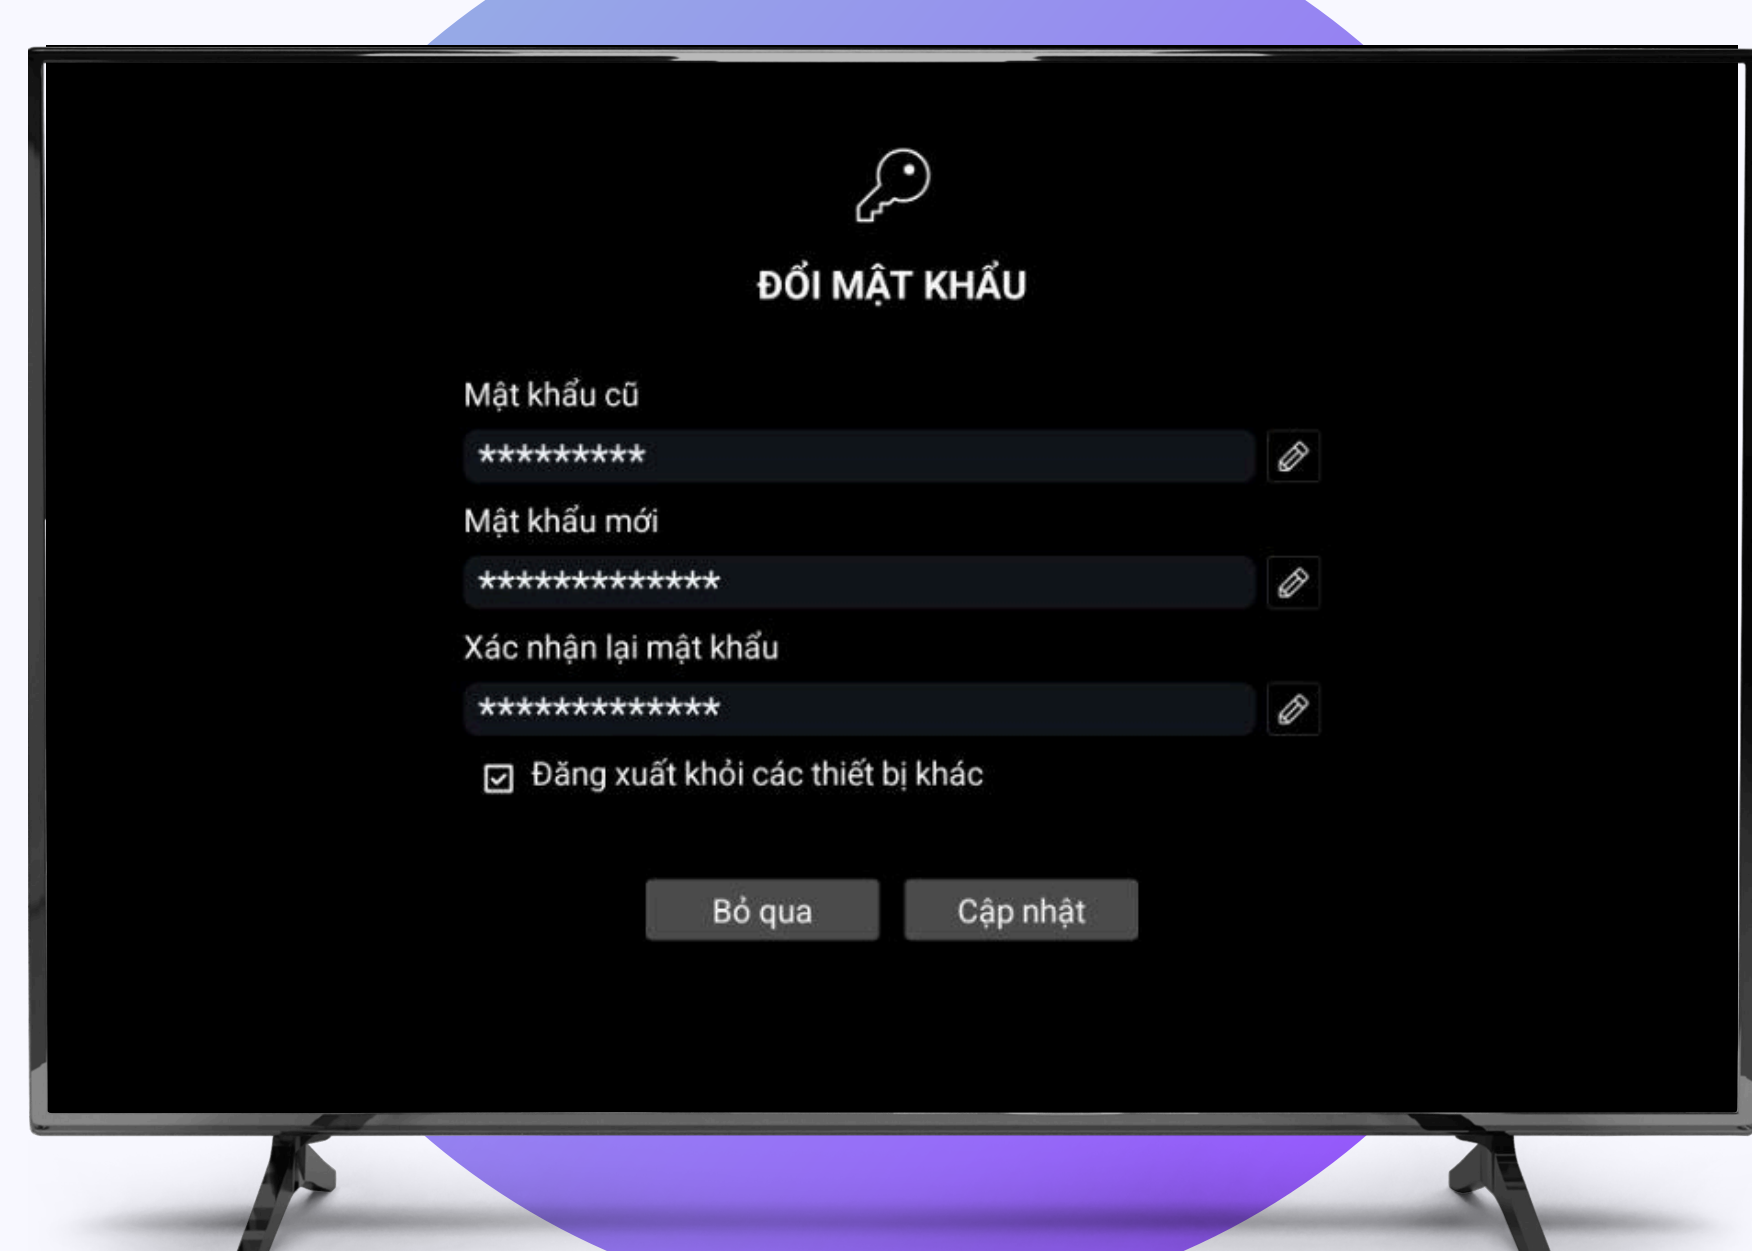 ĐỔI MẬT KHẨU
Mật khẩu cũ
*********
Mật khẩu mới
*************
Xác nhận lại mật khẩu
*************
Đăng xuất khỏi các thiết bị khác
Bỏ qua
Cập nhật